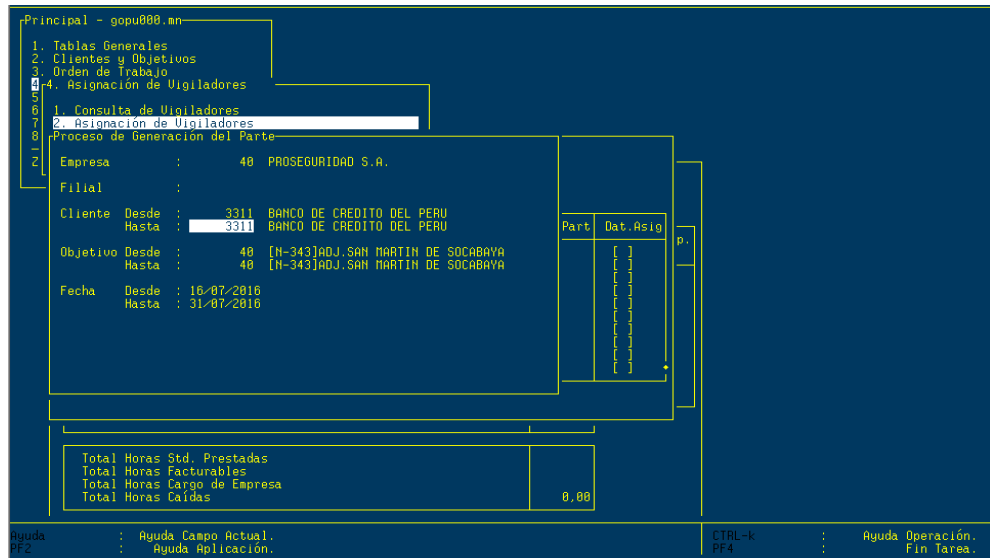 Principal - gopu000.mn
1. Tablas Generales
2. Clientes y Objetivos
3. Orden de Trabajo
4 4. Asignación de Vigiladores
5
6 1. Consulta de Vigiladores
7 2. Asignación de Vigiladores
8 Proceso de Generación del Parte
Z Empresa : 40 PROSEGURIDAD S.A.
Filial :
Cliente Desde : 3311 BANCO DE CREDITO DEL PERU
Hasta : 3311 BANCO DE CREDITO DEL PERU
Part Dat.Asig
p.
Objetivo Desde : 40 [N-343]ADJ.SAN MARTIN DE SOCABAYA [ ]
Hasta : 40 [N-343]ADJ.SAN MARTIN DE SOCABAYA [ ]
[ ]
Fecha Desde : 16/07/2016 [ ]
Hasta : 31/07/2016 [ ]
[ ]
[ ]
[ ]
[ ]
[ ]
Total Horas Std. Prestadas
Total Horas Facturables
Total Horas Cargo de Empresa
Total Horas Caídas 0,00
Ayuda : Ayuda Campo Actual. CTRL-k : Ayuda Operación.
PF2 : Ayuda Aplicación. PF4 : Fin Tarea.